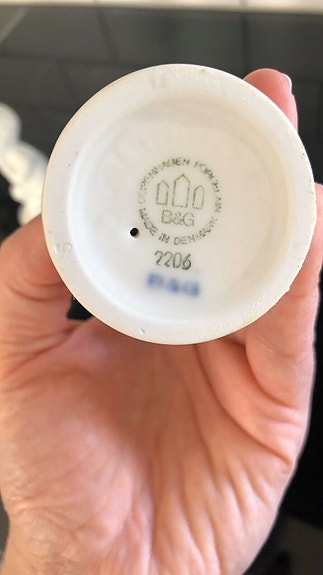 COPENHAGEN PORCELAIN
B&G
MADE IN DENMARK
2206
B&G